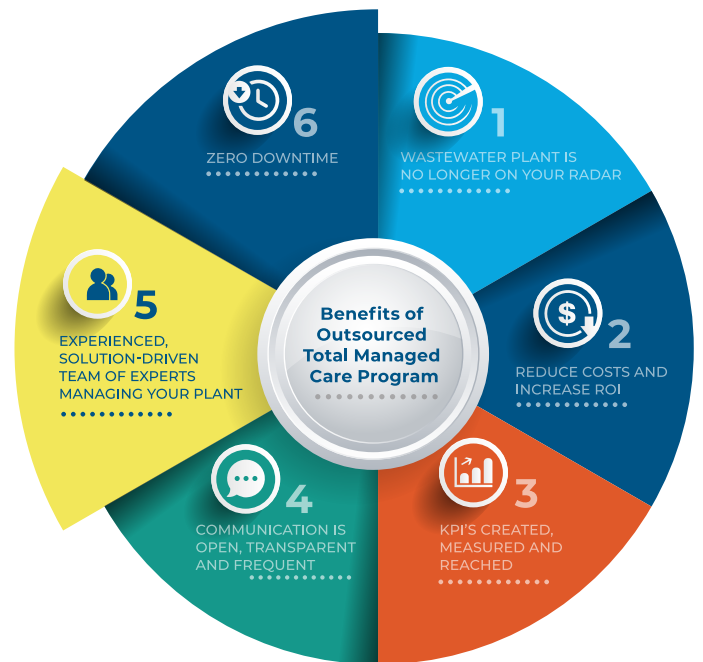 Benefits of
Outsourced
Total Managed
Care Program
1
WASTEWATER PLANT IS
NO LONGER ON YOUR RADAR
$
2
REDUCE COSTS AND
INCREASE ROI
3
KPI'S CREATED,
MEASURED AND
REACHED
4
COMMUNICATION IS
OPEN, TRANSPARENT
AND FREQUENT
5
EXPERIENCED,
SOLUTION-DRIVEN
TEAM OF EXPERTS
MANAGING YOUR PLANT
6
ZERO DOWNTIME